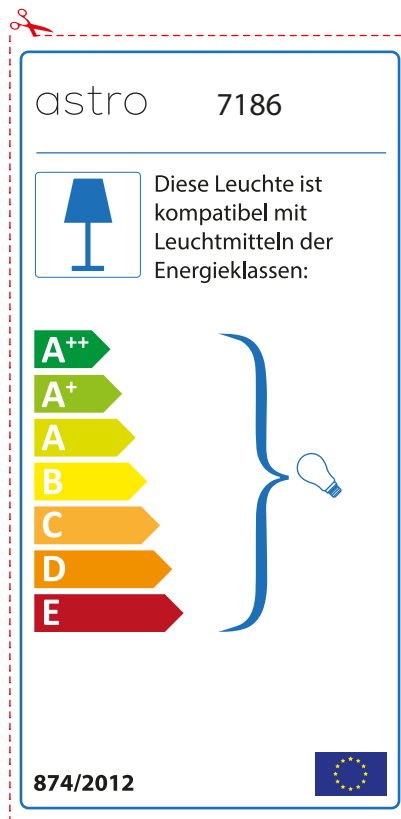 astro 7186
Diese Leuchte ist
kompatibel mit
Leuchtmitteln der
Energieklassen:
A++
A+
A
B
C
D
E
874/2012